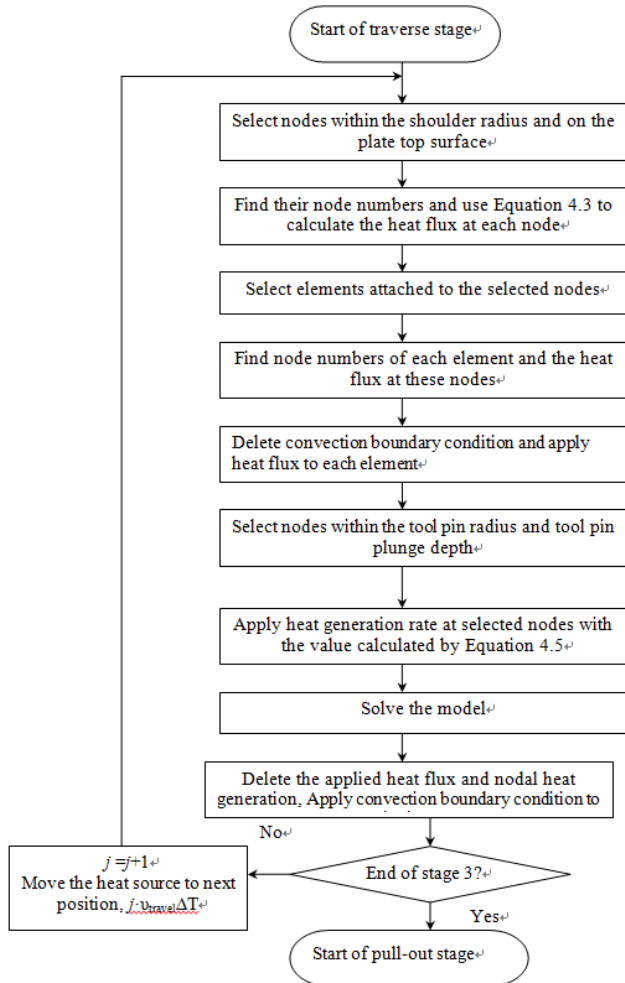 Start of traverse stage↵
Select nodes within the shoulder radius and on the
plate top surface↵
Find their node numbers and use Equation 4.3 to
calculate the heat flux at each node↵
Select elements attached to the selected nodes↵
Find node numbers of each element and the heat
flux at these nodes↵
Delete convection boundary condition and apply
heat flux to each element↵
Select nodes within the tool pin radius and tool pin
plunge depth↵
Apply heat generation rate at selected nodes with
the value calculated by Equation 4.5↵
Solve the model↵
Delete the applied heat flux and nodal heat
generation, Apply convection boundary condition to
No↵
j =j+1↵
Move the heat source to next
position, j·υtravelΔT↵
End of stage 3?↵
Yes↵
Start of pull-out stage↵